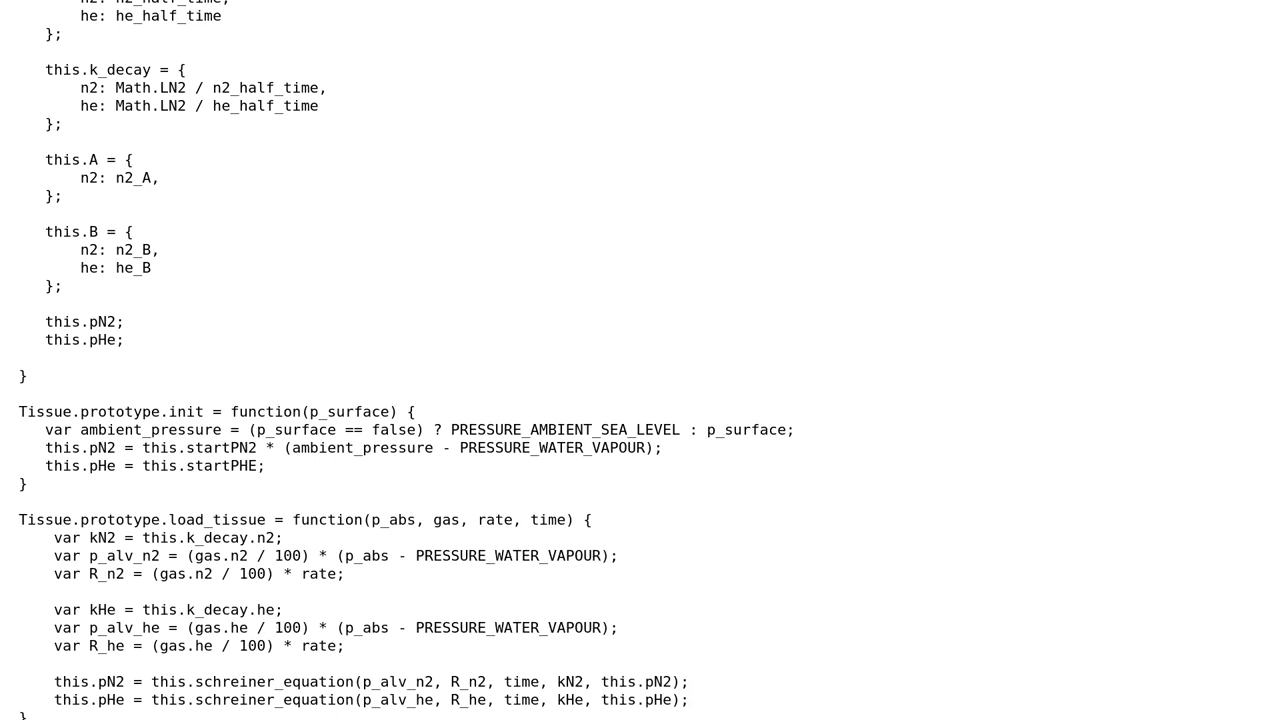 n2: n2_half_time,
he: he_half_time
};
this.k_decay = {
n2: Math.LN2 / n2_half_time,
he: Math.LN2 / he_half_time
};
this.A = {
n2: n2_A,
};
this.B = {
n2: n2_B,
he: he_B
};
this.pN2;
this.pHe;
}
Tissue.prototype.init = function(p_surface) {
var ambient_pressure = (p_surface == false) ? PRESSURE_AMBIENT_SEA_LEVEL : p_surface;
this.pN2 = this.startPN2 * (ambient_pressure - PRESSURE_WATER_VAPOUR);
this.pHe = this.startPHE;
}
Tissue.prototype.load_tissue = function(p_abs, gas, rate, time) {
var kN2 = this.k_decay.n2;
var p_alv_n2 = (gas.n2 / 100) * (p_abs - PRESSURE_WATER_VAPOUR);
var R_n2 = (gas.n2 / 100) * rate;
var kHe = this.k_decay.he;
var p_alv_he = (gas.he / 100) * (p_abs - PRESSURE_WATER_VAPOUR);
var R_he = (gas.he / 100) * rate;
this.pN2 = this.schreiner_equation(p_alv_n2, R_n2, time, kN2, this.pN2);
this.pHe = this.schreiner_equation(p_alv_he, R_he, time, kHe, this.pHe);
}